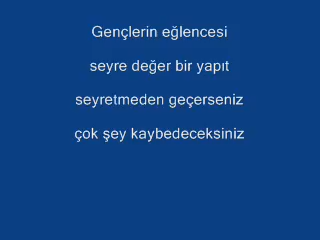 Gençlerin eğlencesi
seyre değer bir yapıt
seyretmeden geçerseniz
çok şey kaybedeceksiniz